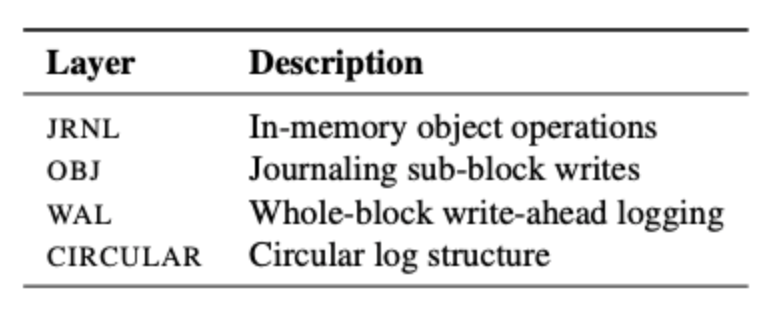 Layer Description
JRNL In-memory object operations
OBJ Journaling sub-block writes
WAL Whole-block write-ahead logging
CIRCULAR Circular log structure